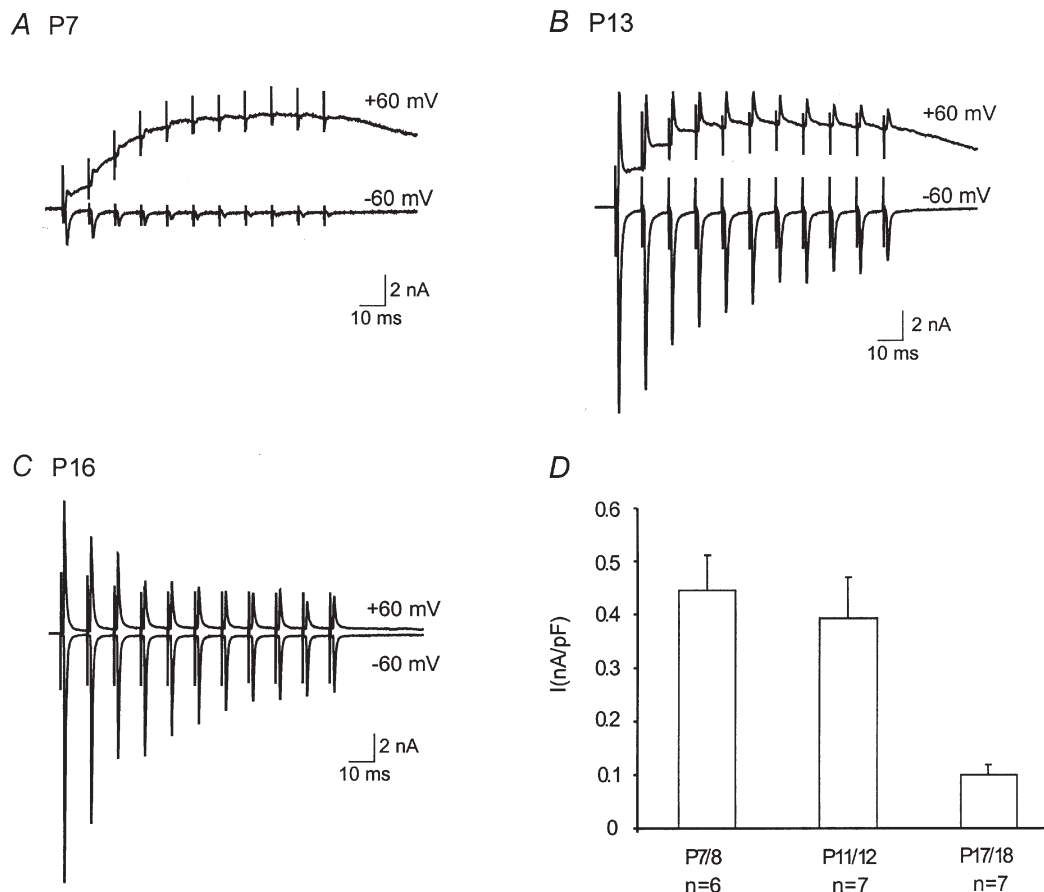 A P7
+60 mV
-60 mV
2 nA
10 ms
B P13
+60 mV
-60 mV
2 nA
10 ms
C P16
+60 mV
-60 mV
2 nA
10 ms
D
0.6
0.5
0.4
0.3
0.2
0.1
0
I(nA/pF)
P7/8
n=6
P11/12
n=7
P17/18
n=7